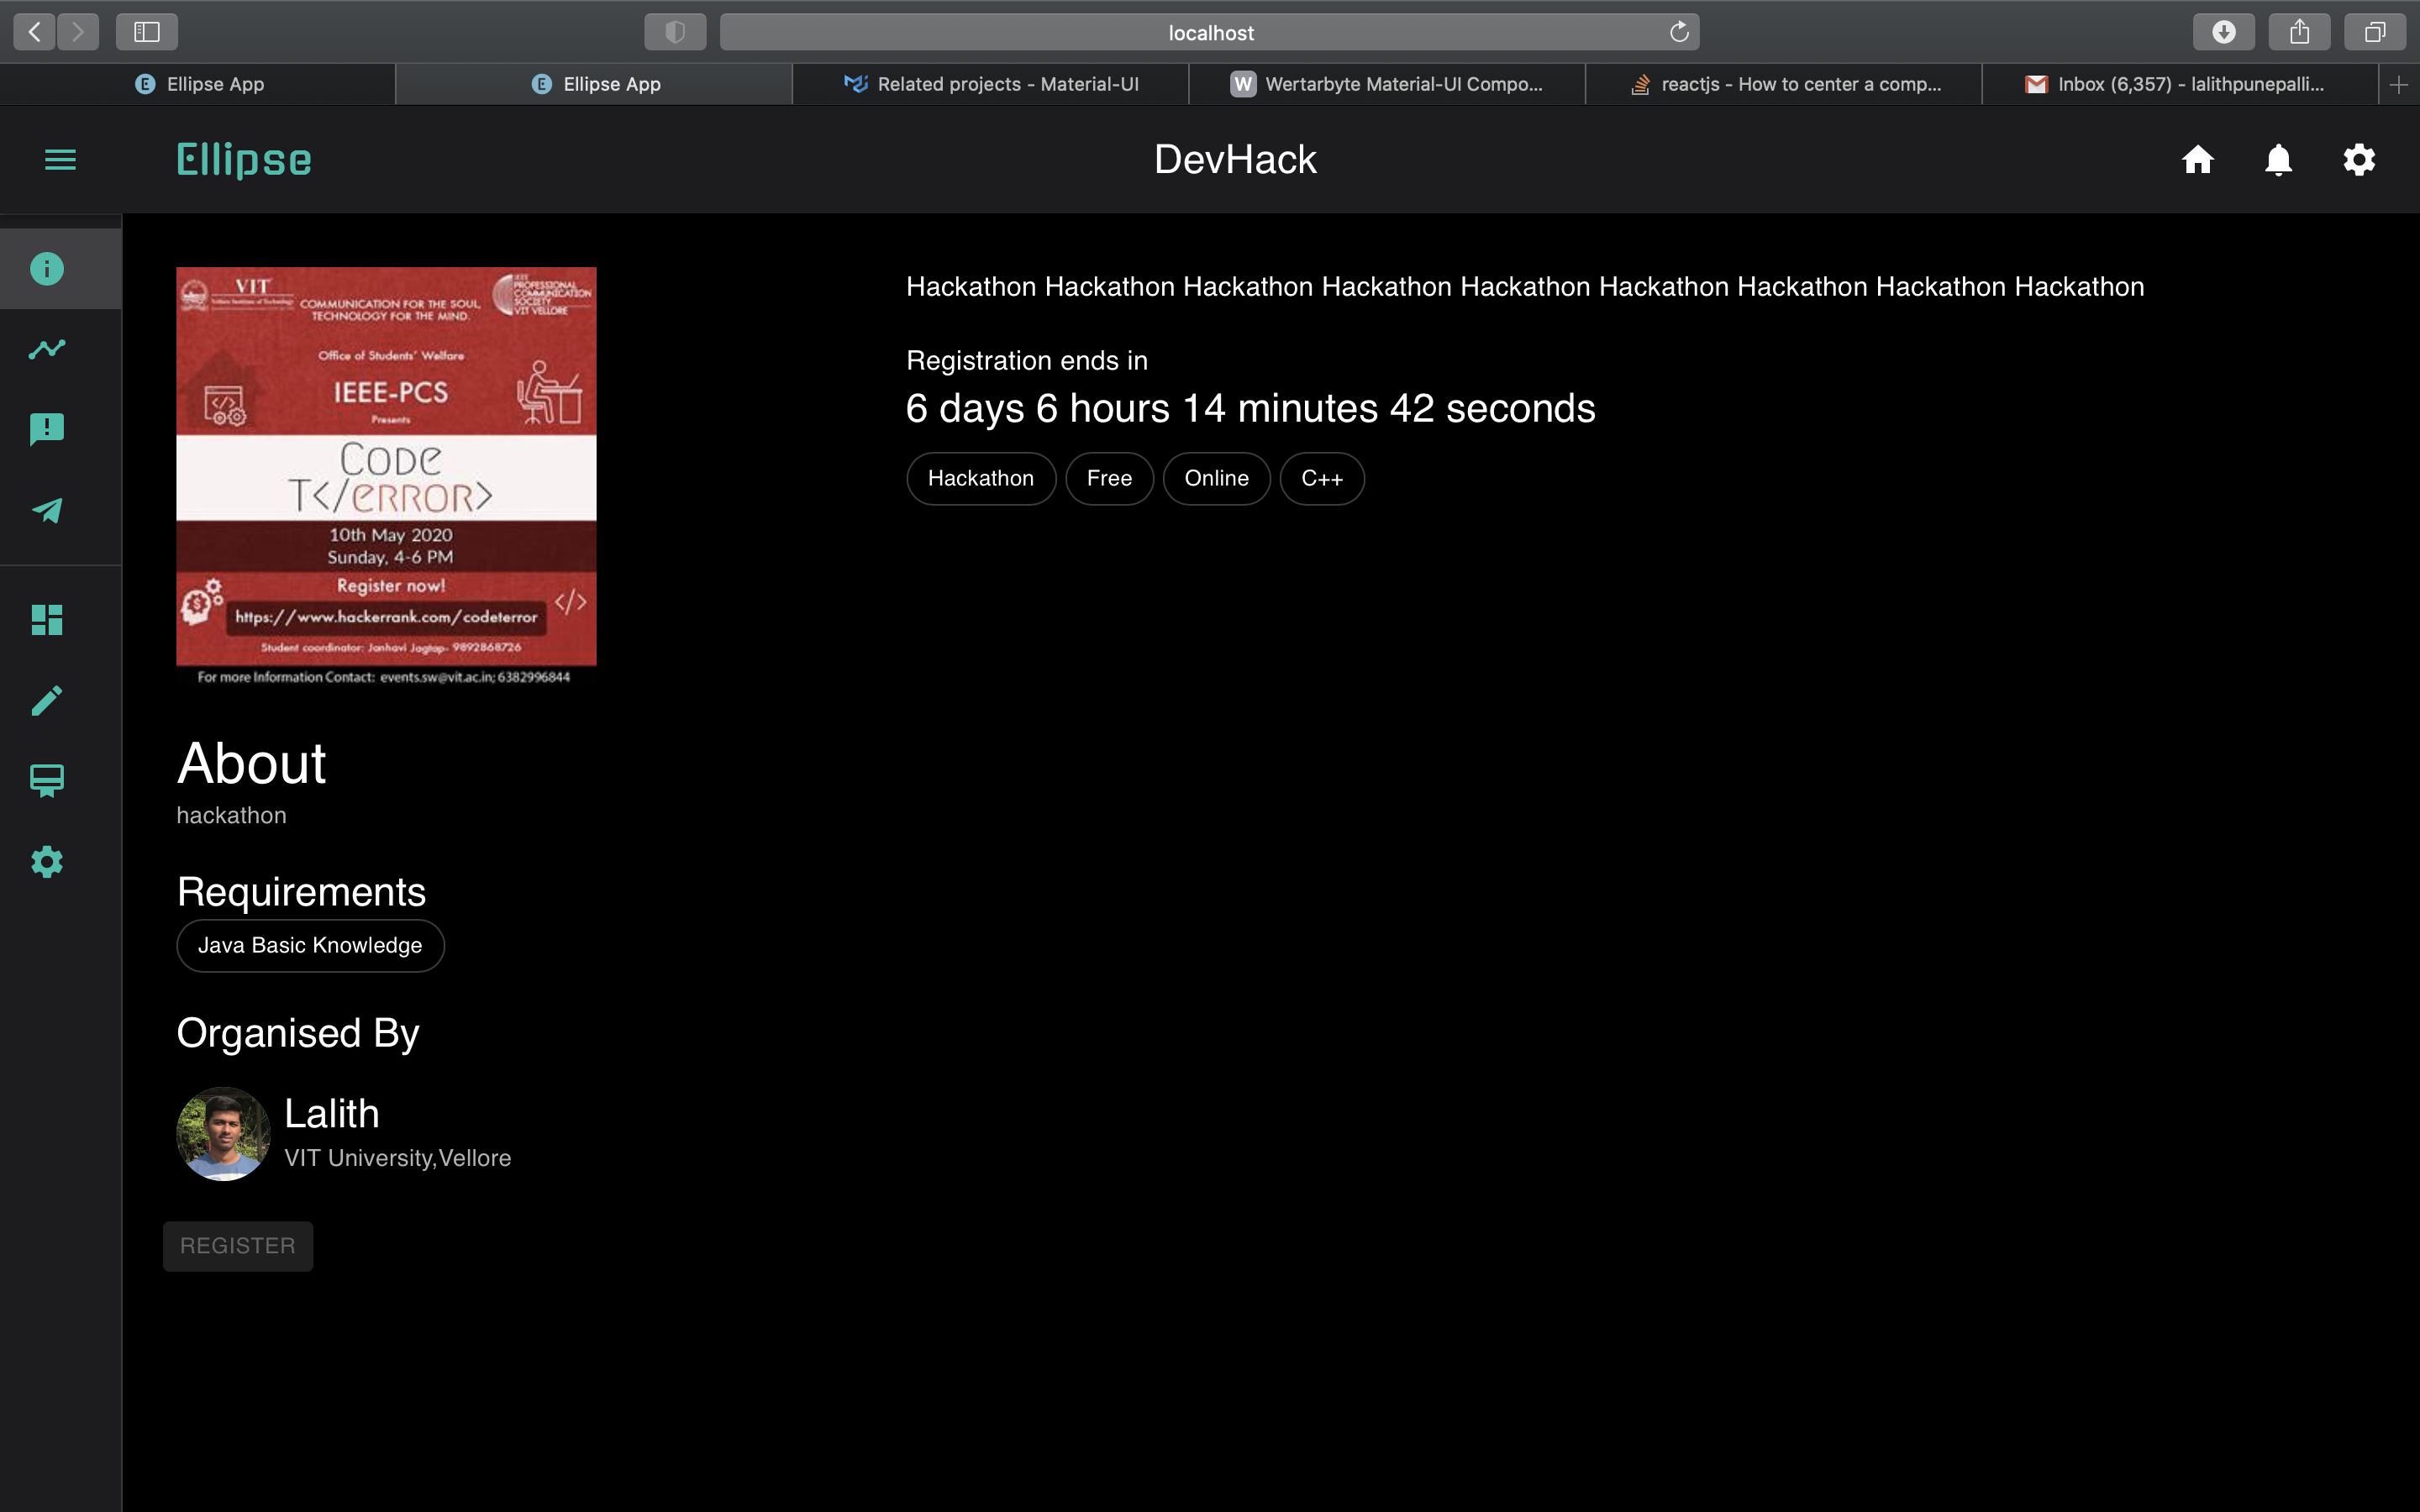 localhost
Ellipse App
Ellipse App
Related projects - Material-UI
W Wertarbyte Material-UI Compo...
reactjs - How to center a comp...
Inbox (6,357) - lalithpunepalli...
Ellipse
DevHack
VIT
Vellore Institute of Technology
COMMUNICATION FOR THE SOUL,
TECHNOLOGY FOR THE MIND.
IEEE
PROFESSIONAL
COMMUNICATION
SOCIETY
VIT VELLORE
Office of Students' Welfare
IEEE-PCS
Presents
CODE
T</ERROR>
10th May 2020
Sunday, 4-6 PM
Register now!
https://www.hackerrank.com/codeterror
Student coordinator: Janhavi Jagtap- 9892868726
For more Information Contact: events.sw@vit.ac.in; 6382996844
Hackathon Hackathon Hackathon Hackathon Hackathon Hackathon Hackathon Hackathon Hackathon
Registration ends in
6 days 6 hours 14 minutes 42 seconds
Hackathon Free Online C++
About
hackathon
Requirements
Java Basic Knowledge
Organised By
Lalith
VIT University,Vellore
REGISTER